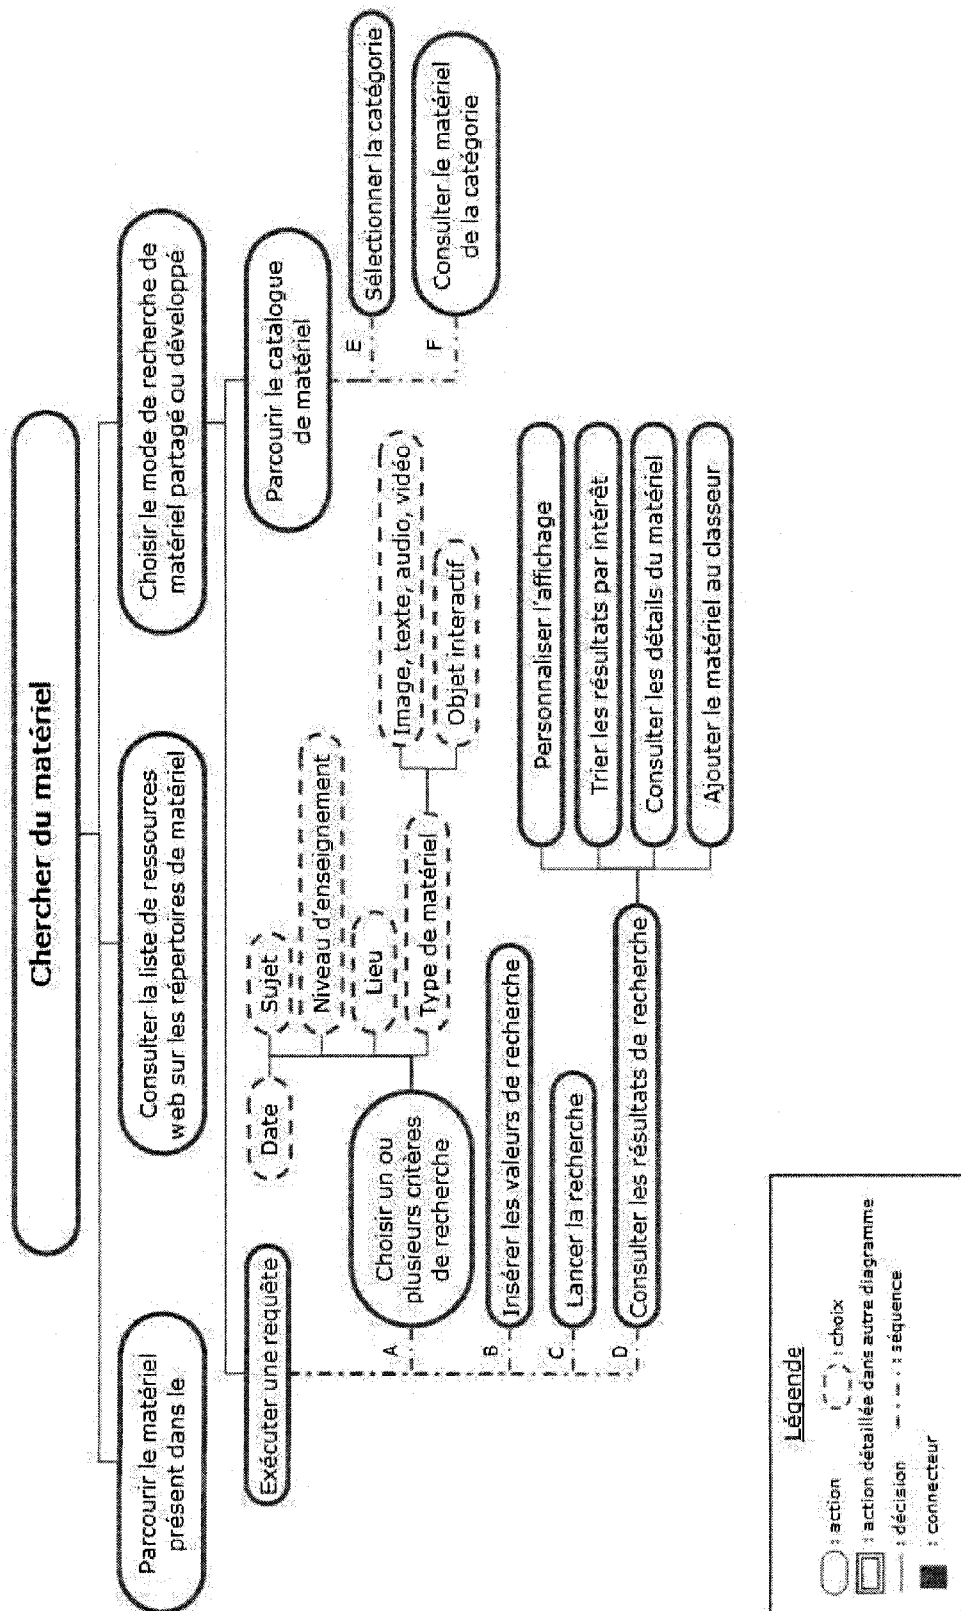 Chercher du matériel
Parcourir le matériel
présent dans le
Consulter la liste de ressources
web sur les répertoires de matériel
Choisir le mode de recherche de
matériel partagé ou développé
Exécuter une requête
Parcourir le catalogue
de matériel
A
Choisir un ou
plusieurs critères
de recherche
Date
Sujet
Niveau d'enseignement
Lieu
Type de matériel
Image, texte, audio, vidéo
Objet interactif
B
Insérer les valeurs de recherche
C
Lancer la recherche
D
Consulter les résultats de recherche
Personnaliser l'affichage
Trier les résultats par intérêt
Consulter les détails du matériel
Ajouter le matériel au classeur
E
Sélectionner la catégorie
F
Consulter le matériel
de la catégorie
Légende
: action
: choix
: action détaillée dans autre diagramme
: décision
: séquence
: connecteur